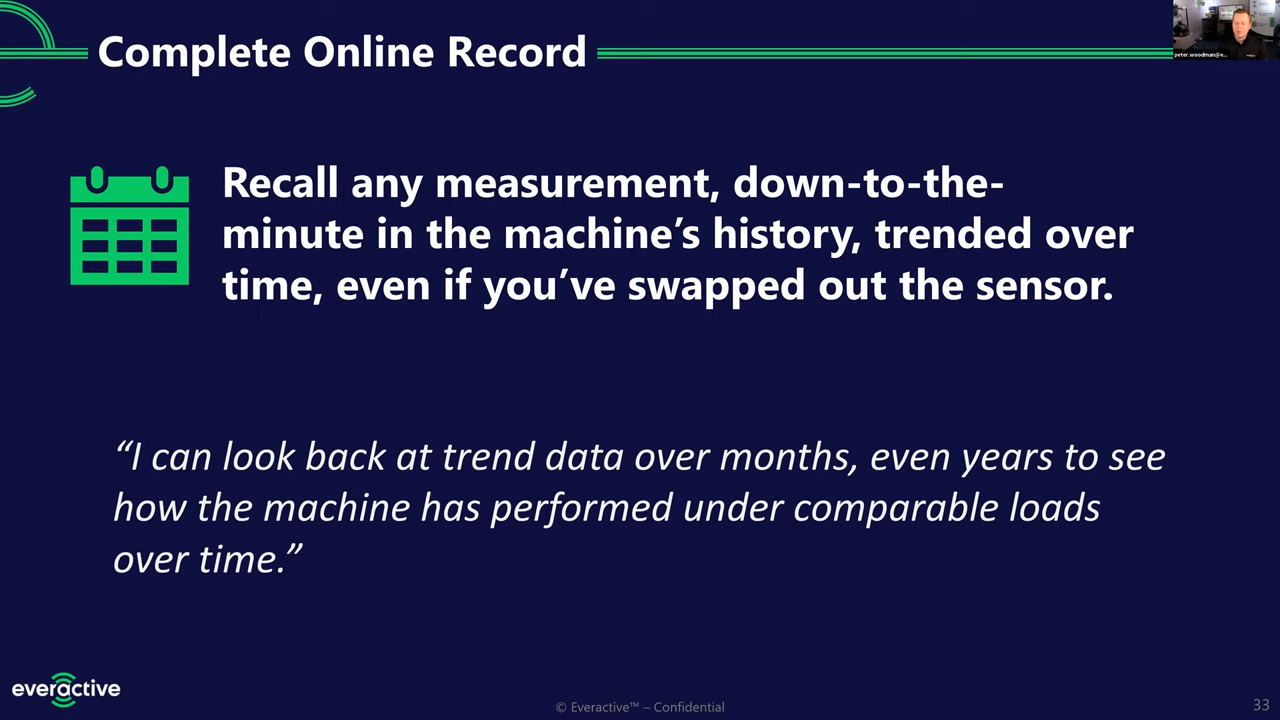 Complete Online Record
peter.woodman@e...
Recall any measurement, down-to-the-
minute in the machine’s history, trended over
time, even if you’ve swapped out the sensor.
“I can look back at trend data over months, even years to see
how the machine has performed under comparable loads
over time.”
everactive
© Everactive™ – Confidential
33